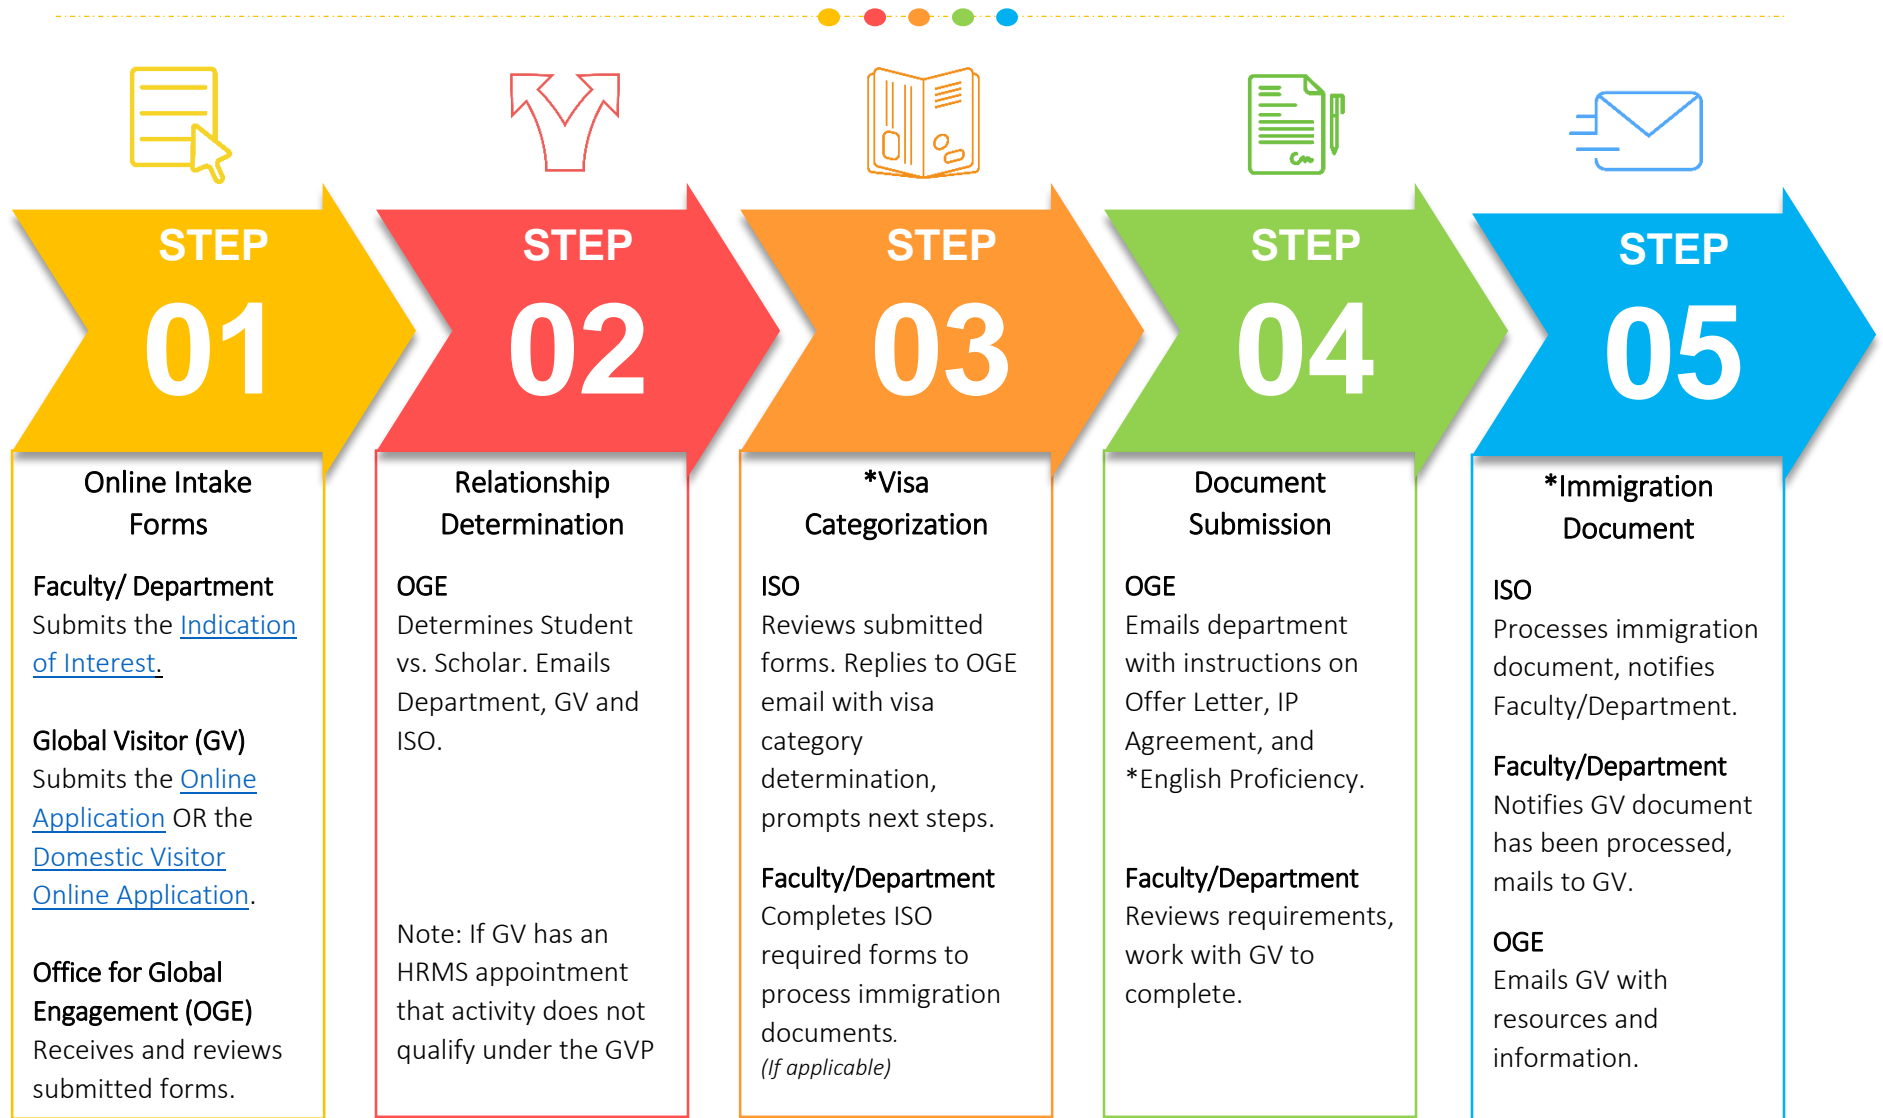 STEP
01
Online Intake
Forms
Faculty/ Department
Submits the Indication
of Interest.
Global Visitor (GV)
Submits the Online
Application OR the
Domestic Visitor
Online Application.
Office for Global
Engagement (OGE)
Receives and reviews
submitted forms.
STEP
02
Relationship
Determination
OGE
Determines Student
vs. Scholar. Emails
Department, GV and
ISO.
Note: If GV has an
HRMS appointment
that activity does not
qualify under the GVP
STEP
03
*Visa
Categorization
ISO
Reviews submitted
forms. Replies to OGE
email with visa
category
determination,
prompts next steps.
Faculty/Department
Completes ISO
required forms to
process immigration
documents.
(If applicable)
STEP
04
Document
Submission
OGE
Emails department
with instructions on
Offer Letter, IP
Agreement, and
*English Proficiency.
Faculty/Department
Reviews requirements,
work with GV to
complete.
STEP
05
*Immigration
Document
ISO
Processes immigration
document, notifies
Faculty/Department.
Faculty/Department
Notifies GV document
has been processed,
mails to GV.
OGE
Emails GV with
resources and
information.